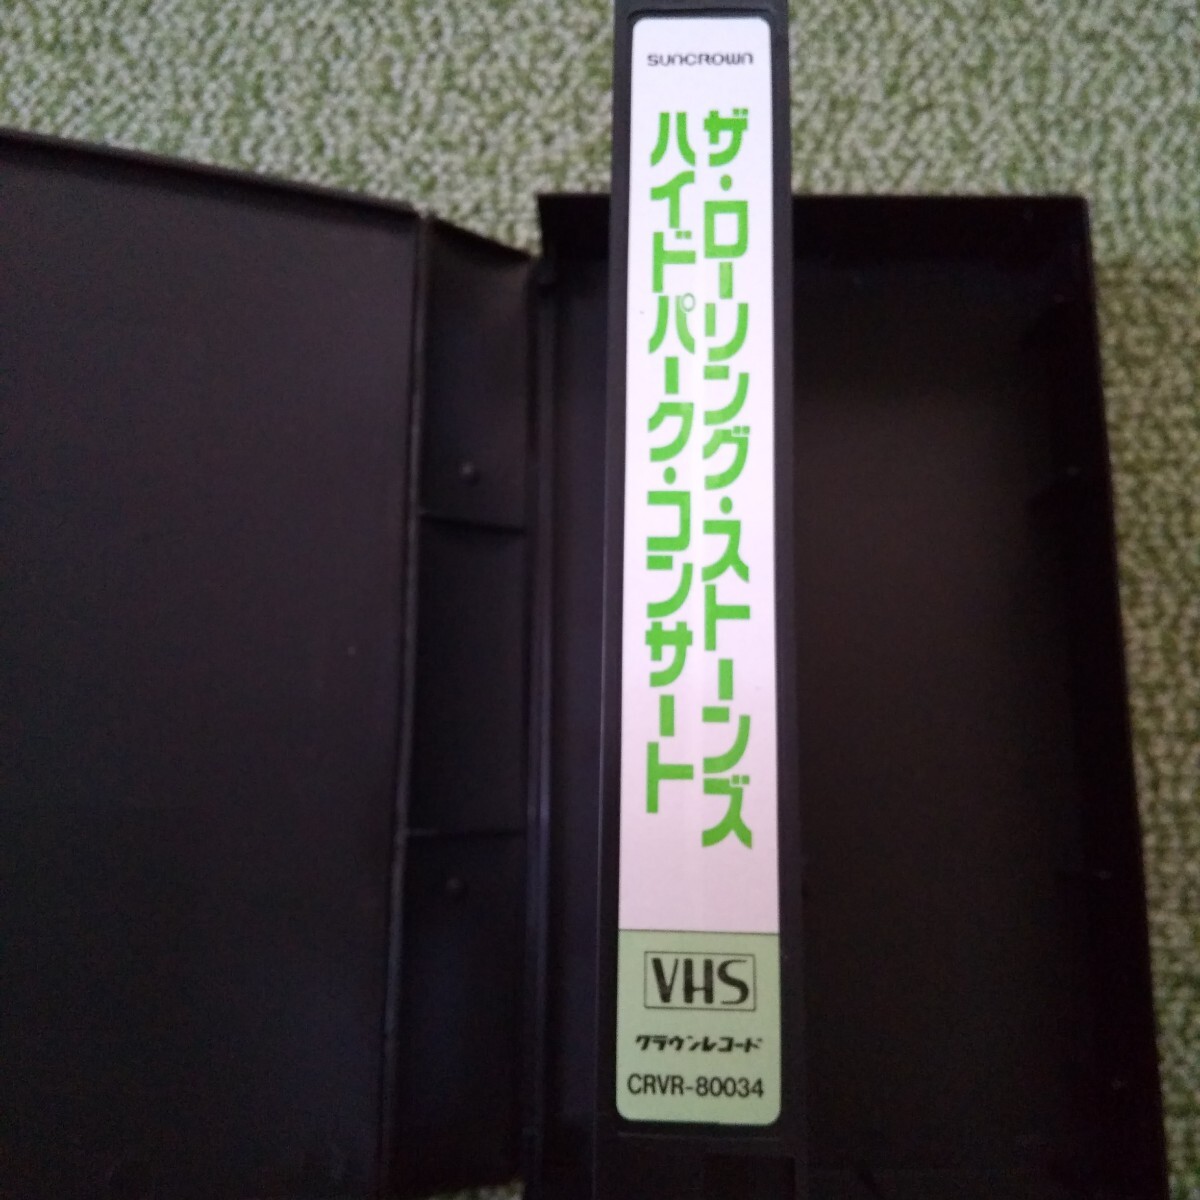 SUNCROWN
ザ・ローリング・ストーンズ
ハイドパーク・コンサート
VHS
クラウンレコード
CRVR-80034